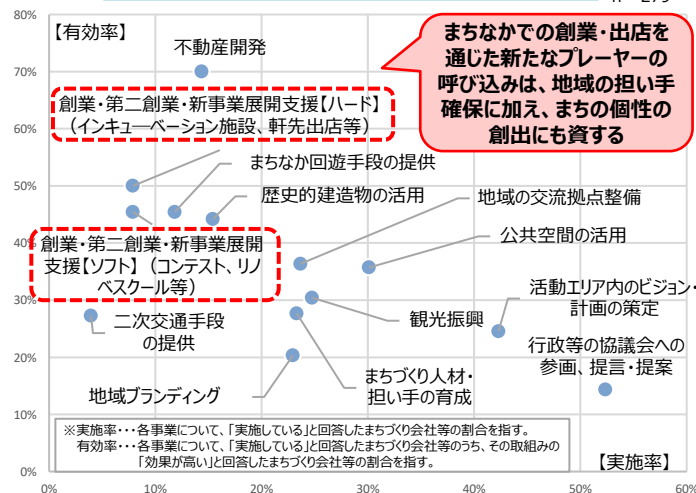 n=279
80%
70%
60%
50%
40%
30%
20%
10%
0%
【有効率】
不動産開発
まちなかでの創業・出店を
通じた新たなプレーヤーの
呼び込みは、地域の担い手
確保に加え、まちの個性の
創出にも資する
創業・第二創業・新事業展開支援【ハード】
（インキュ―ベーション施設、軒先出店等）
まちなか回遊手段の提供
歴史的建造物の活用
地域の交流拠点整備
公共空間の活用
創業・第二創業・新事業展開
支援【ソフト】（コンテスト、リノ
ベスクール等）
活動エリア内のビジョン・
計画の策定
観光振興
二次交通手段
の提供
行政等の協議会への
参画、提言・提案
まちづくり人材・
担い手の育成
地域ブランディング
※実施率・・・各事業について、「実施している」と回答したまちづくり会社等の割合を指す。
有効率・・・各事業について、「実施している」と回答したまちづくり会社等のうち、その取組みの
「効果が高い」と回答したまちづくり会社等の割合を指す。
【実施率】
0%
10%
20%
30%
40%
50%
60%